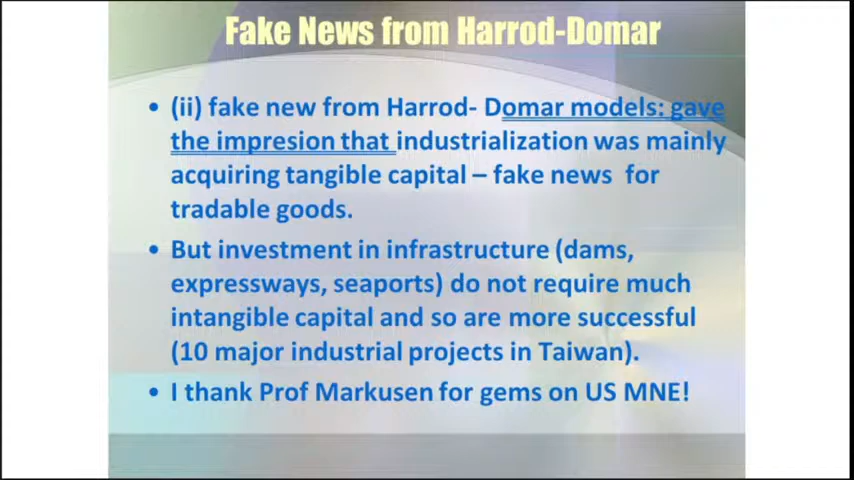 Fake News from Harrod-Domar
• (ii) fake new from Harrod- Domar models: gave
the impresion that industrialization was mainly
acquiring tangible capital – fake news for
tradable goods.
• But investment in infrastructure (dams,
expressways, seaports) do not require much
intangible capital and so are more successful
(10 major industrial projects in Taiwan).
• I thank Prof Markusen for gems on US MNE!